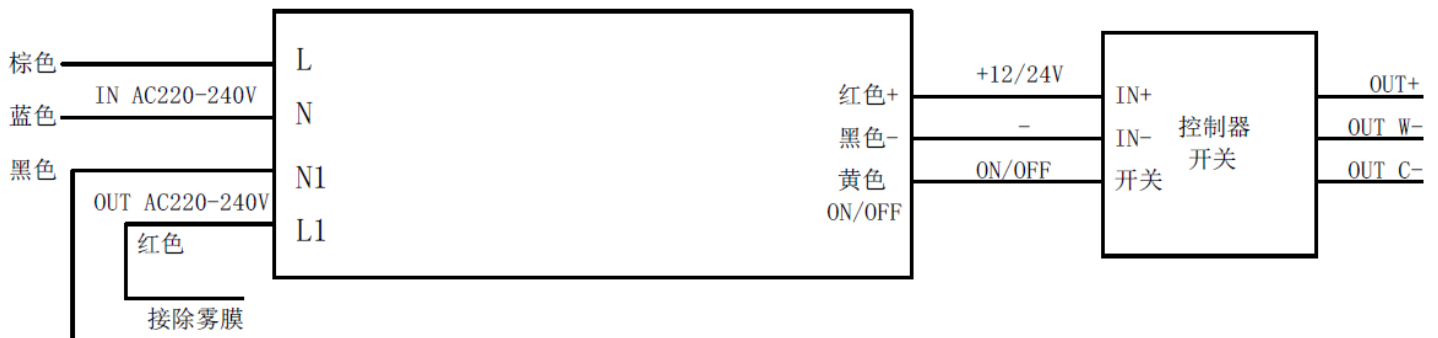 棕色
IN AC220-240V
蓝色
黑色
OUT AC220-240V
红色
接除雾膜
L
N
N1
L1
红色+
黑色-
黄色
ON/OFF
+12/24V
-
ON/OFF
IN+
IN-
开关
控制器
开关
OUT+
OUT W-
OUT C-